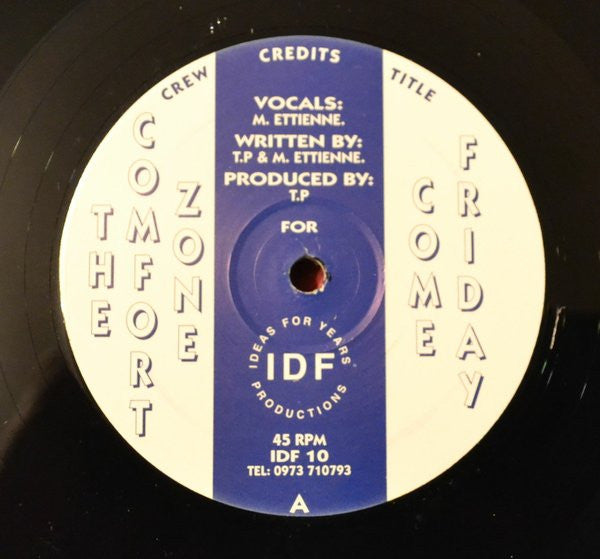 CREW
THE
COMFORT
ZONE
CREDITS
VOCALS:
M. ETTIENNE.
WRITTEN BY:
T.P & M. ETTIENNE.
PRODUCED BY:
T.P
FOR
IDEAS FOR YEARS
IDF
PRODUCTIONS
45 RPM
IDF 10
TEL: 0973 710793
A
TITLE
COME
FRIDAY